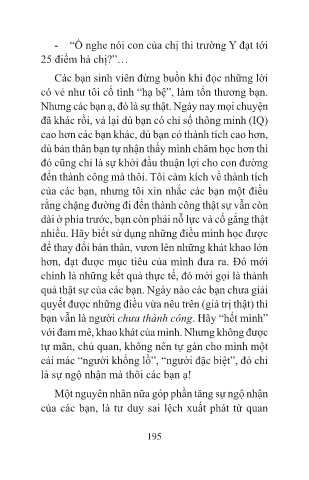 - “Ồ nghe nói con của chị thi trường Y đạt tới
25 điểm hả chị?”…
Các bạn sinh viên đừng buồn khi đọc những lời
có vẻ như tôi cố tình “hạ bệ”, làm tổn thương bạn.
Nhưng các bạn ạ, đó là sự thật. Ngày nay mọi chuyện
đã khác rồi, vả lại dù bạn có chỉ số thông minh (IQ)
cao hơn các bạn khác, dù bạn có thành tích cao hơn,
dù bản thân bạn tự nhận thấy mình chăm học hơn thì
đó cũng chỉ là sự khởi đầu thuận lợi cho con đường
đến thành công mà thôi. Tôi cảm kích về thành tích
của các bạn, nhưng tôi xin nhắc các bạn một điều
rằng chặng đường đi đến thành công thật sự vẫn còn
dài ở phía trước, bạn còn phải nỗ lực và cố gắng thật
nhiều. Hãy biết sử dụng những điều mình học được
để thay đổi bản thân, vươn lên những khát khao lớn
hơn, đạt được mục tiêu của mình đưa ra. Đó mới
chính là những kết quả thực tế, đó mới gọi là thành
quả thật sự của các bạn. Ngày nào các bạn chưa giải
quyết được những điều vừa nêu trên (giá trị thật) thì
bạn vẫn là người chưa thành công. Hãy “hết mình”
với đam mê, khao khát của mình. Nhưng không được
tự mãn, chủ quan, không nên tự gán cho mình một
cái mác “người khổng lồ”, “người đặc biệt”, đó chỉ
là sự ngộ nhận mà thôi các bạn ạ!
Một nguyên nhân nữa góp phần tăng sự ngộ nhận
của các bạn, là tư duy sai lệch xuất phát từ quan
195